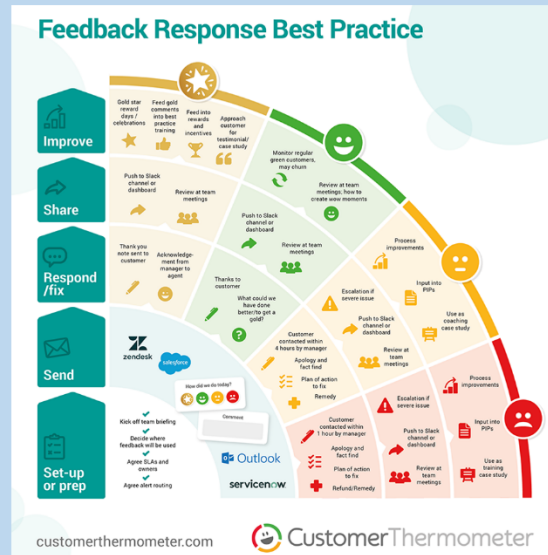 Feedback Response Best Practice
Improve
Gold star
reward
days /
celebrations
Feed gold
comments
into best
practice
training
Feed into
rewards
and
incentives
Approach
customer
for
testimonial/
case study
Monitor regular
green customers,
may churn
Review at team
meetings, how to
create wow moments
Process
improvements
Input into
PIPs
Use as
coaching
case study
Process
improvements
Input into
PIPs
Use as
training
case study
Share
Push to Slack
channel or
dashboard
Review at team
meetings
Push to Slack
channel or
dashboard
Review at
team meetings
Escalation if
severe issue
Push to Slack
channel or
dashboard
Review at
team
meetings
Escalation if
severe issue
Push to Slack
channel or
dashboard
Review at
team
meetings
Respond
/fix
Thank you
note sent to
customer
Acknowledge-
ment from
manager to
agent
Thanks to
customer
What could we
have done
better/to get a
gold?
Customer
contacted within
4 hours by manager
Apology and
fact find
Plan of action
to fix
Remedy
Customer
contacted within
1 hour by manager
Apology and
fact find
Plan of action
to fix
Refund/Remedy
Send
zendesk
salesforce
How did we do today?
Comment
Outlook
servicenow
Set-up
or prep
Kick off team
briefing
Decide where
feedback will be
used
Agree SLAs and
owners
Agree alert routing
customerthermometer.com
CustomerThermometer